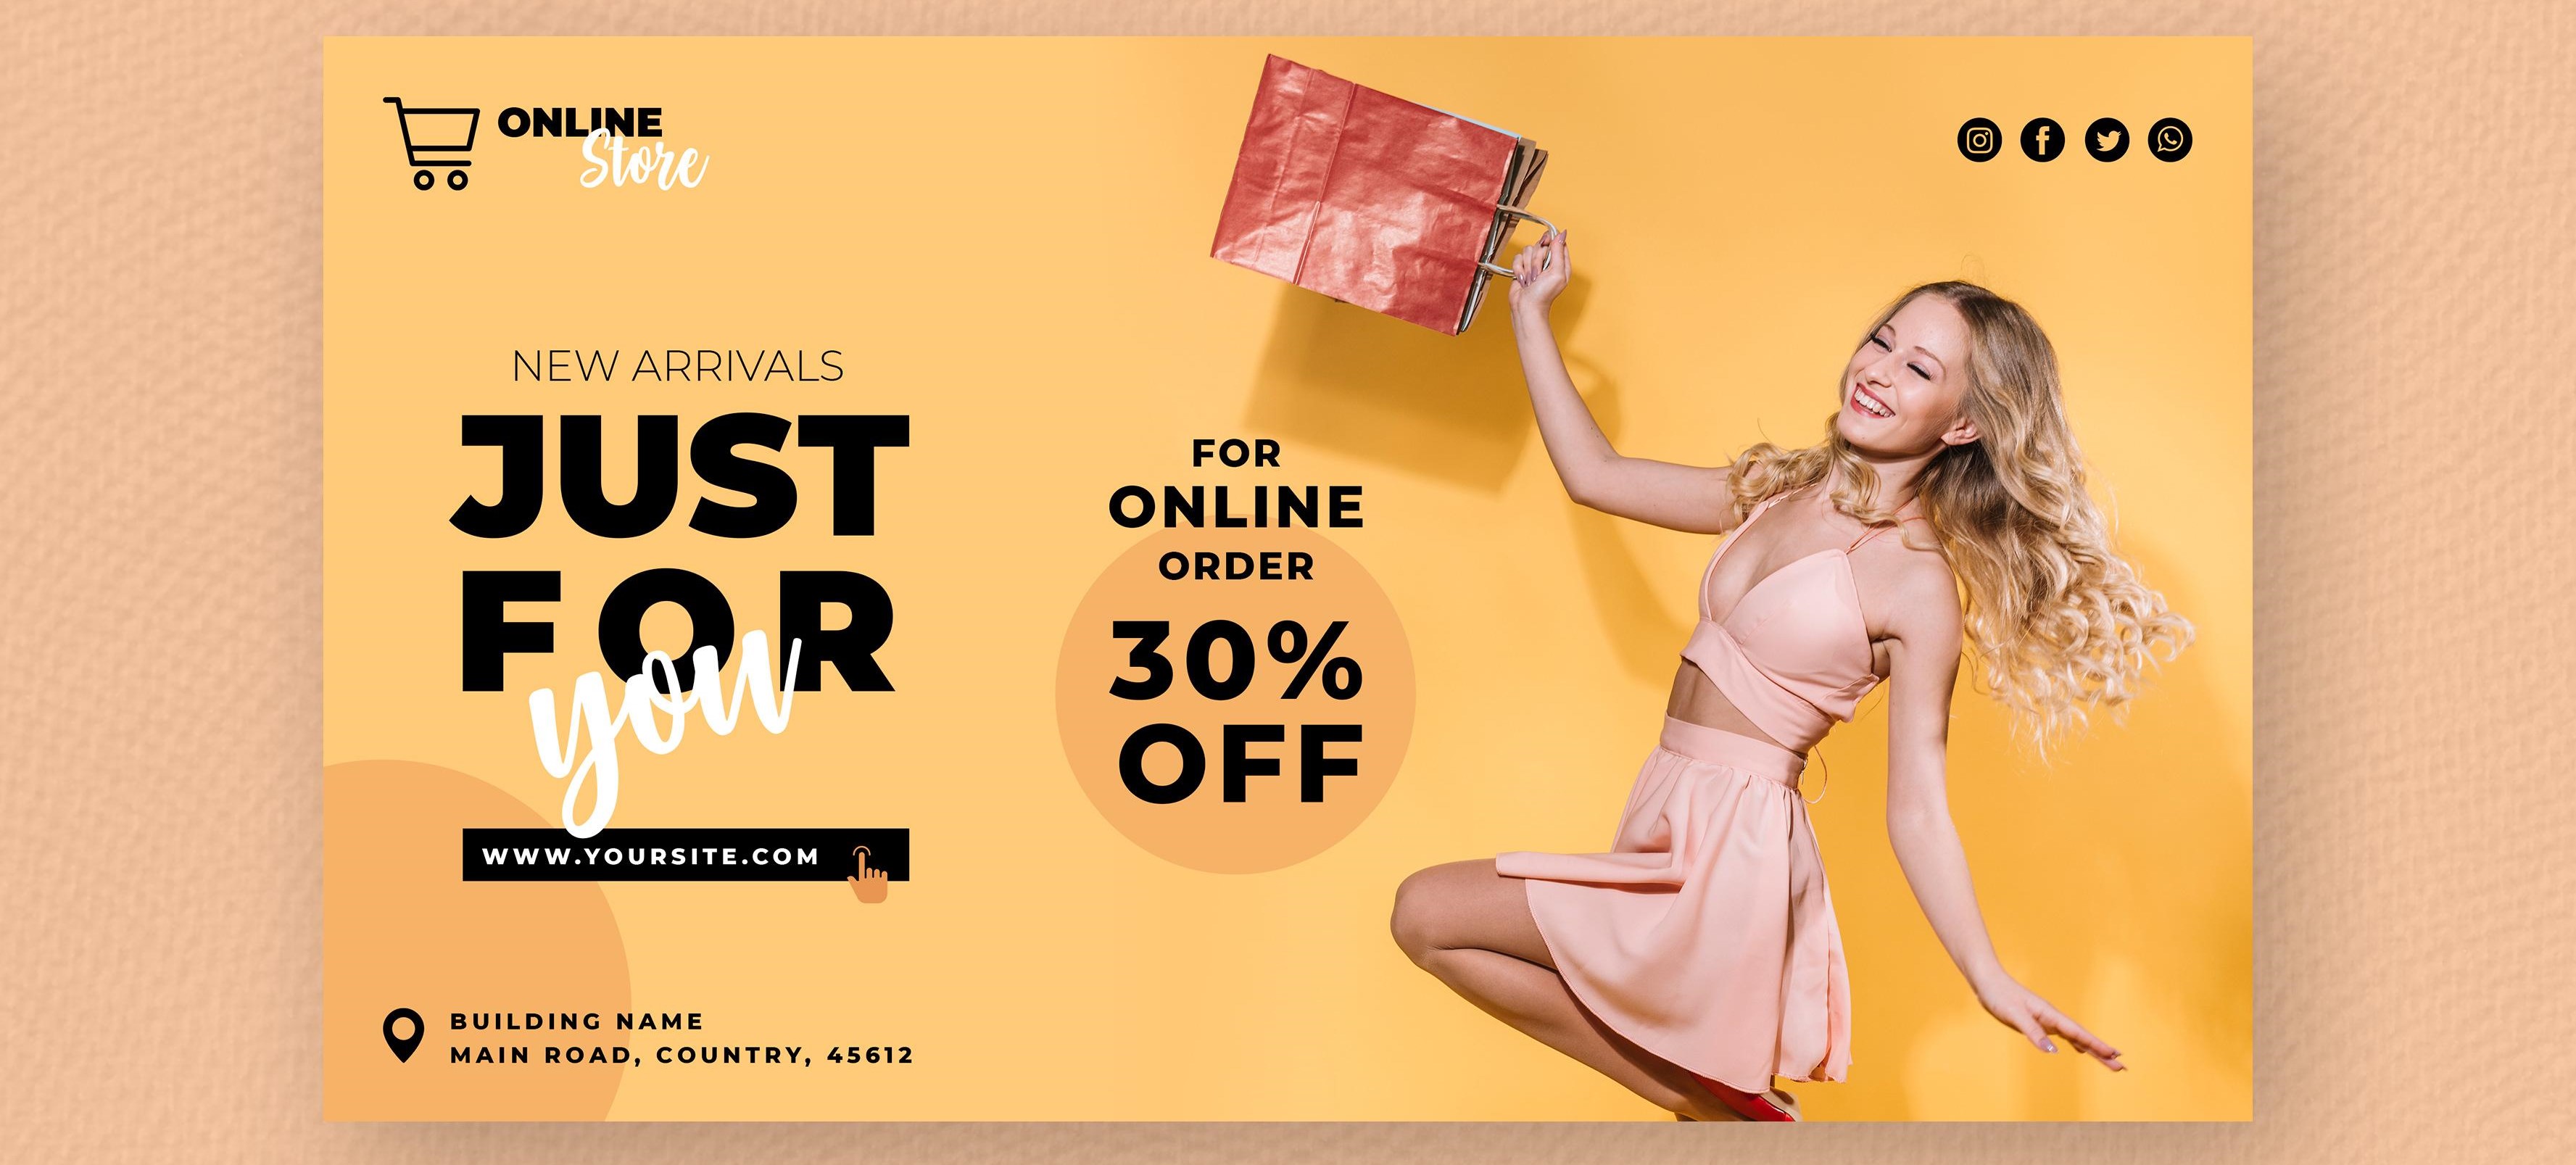 ONLINE
Store
NEW ARRIVALS
JUST
FOR
you
WWW.YOURSITE.COM
BUILDING NAME
MAIN ROAD, COUNTRY, 45612
FOR
ONLINE
ORDER
30%
OFF